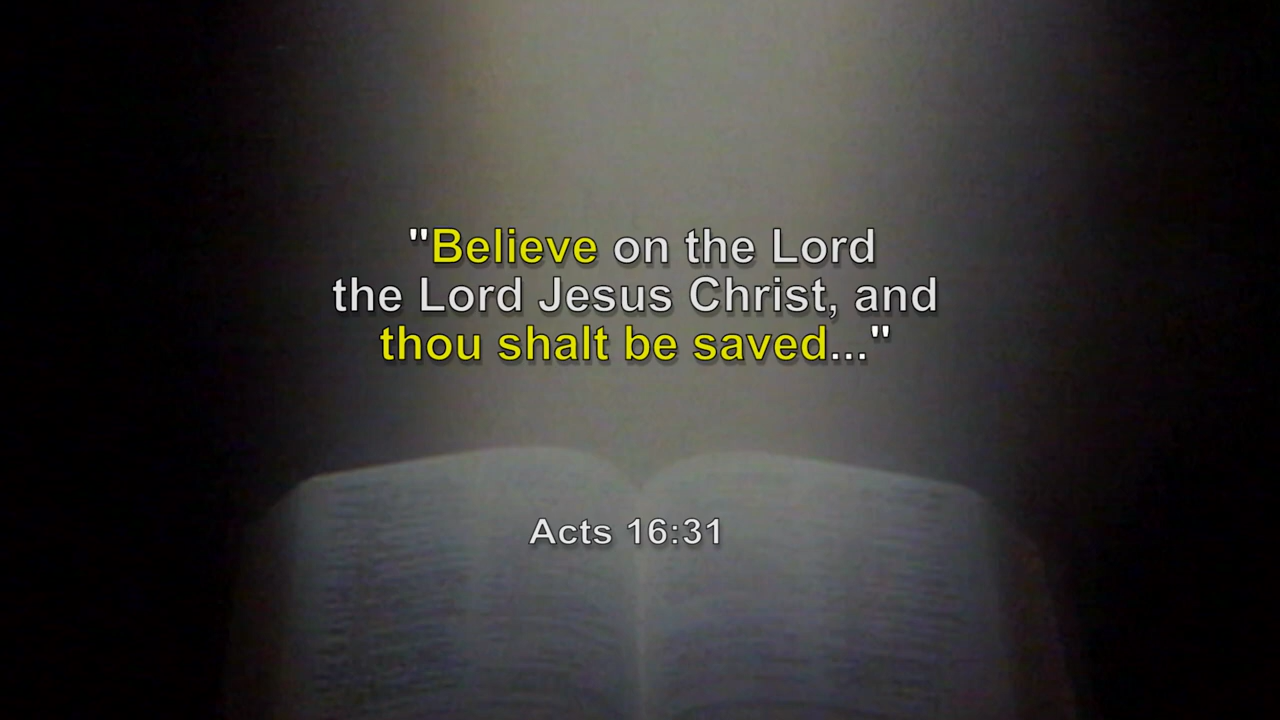 "Believe on the Lord
the Lord Jesus Christ, and
thou shalt be saved..."
Acts 16:31